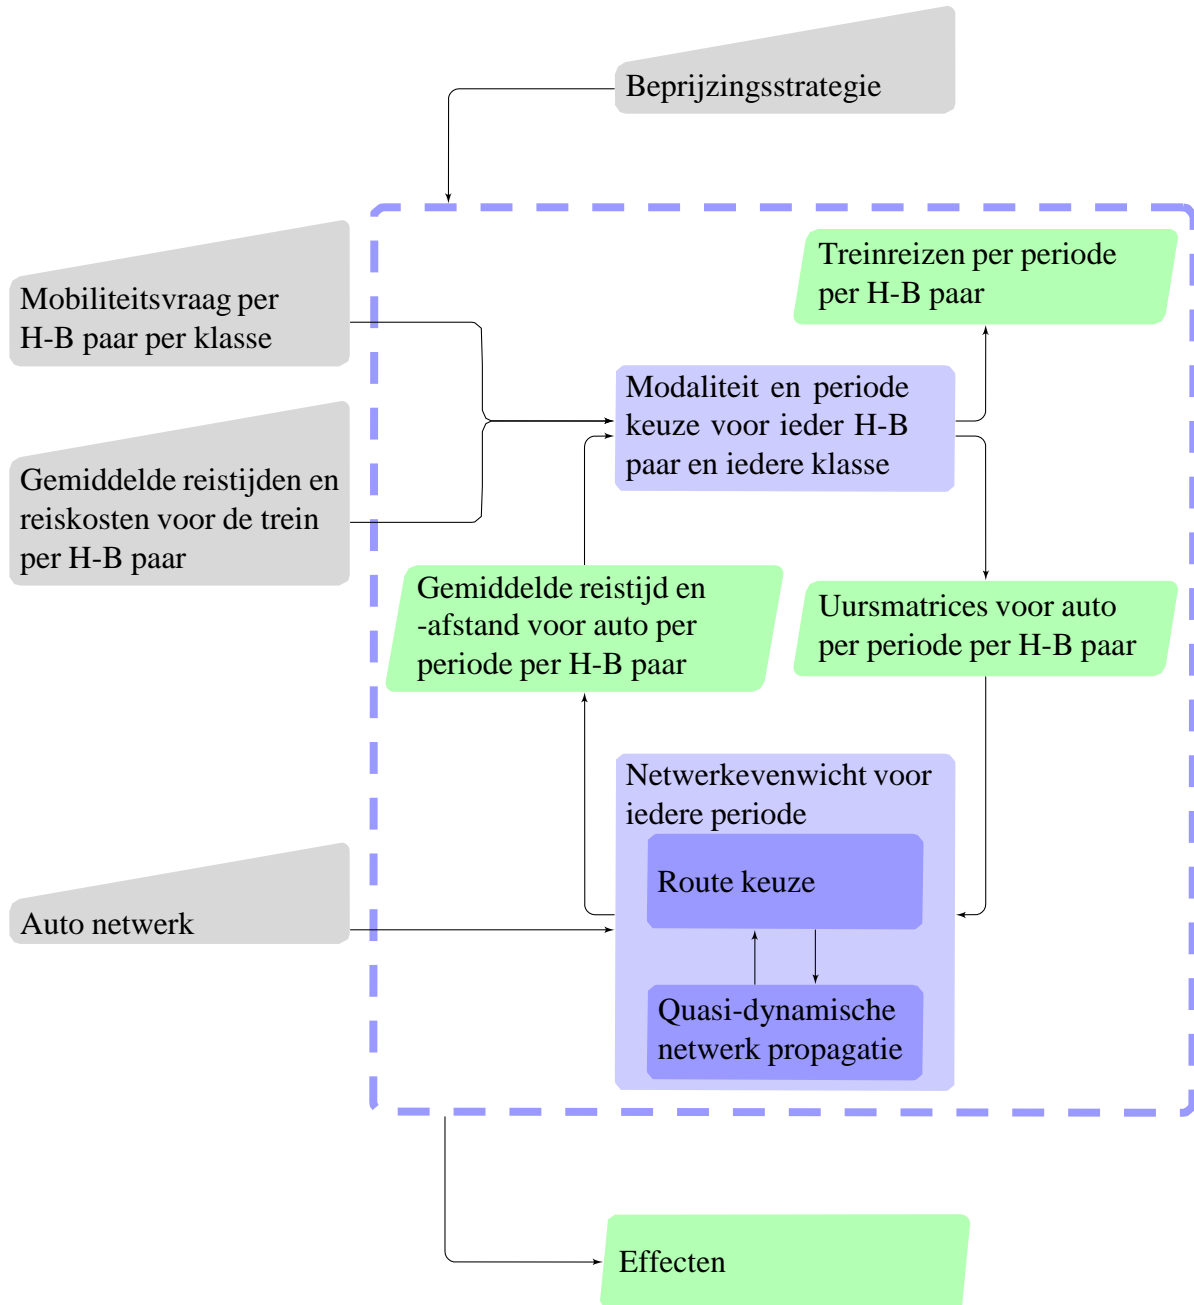 Beprijzingsstrategie
Mobiliteitsvraag per
H-B paar per klasse
Treinreizen per periode
per H-B paar
Modaliteit en periode
keuze voor ieder H-B
paar en iedere klasse
Gemiddelde reistijden en
reiskosten voor de trein
per H-B paar
Gemiddelde reistijd en
-afstand voor auto per
periode per H-B paar
Uursmatrices voor auto
per periode per H-B paar
Netwerkevenwicht voor
iedere periode
Route keuze
Auto netwerk
Quasi-dynamische
netwerk propagatie
Effecten